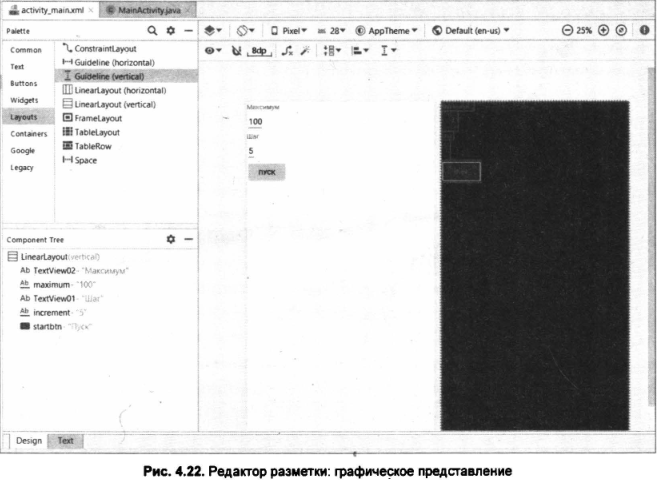 activity_main.xml × MainActivity.java ×
Palette
Pixel 28 AppTheme Default (en-us) 25%
8dp
Common
Text
Buttons
Widgets
Layouts
Containers
Google
Legacy
ConstraintLayout
Guideline (horizontal)
Guideline (vertical)
LinearLayout (horizontal)
LinearLayout (vertical)
FrameLayout
TableLayout
TableRow
Space
Максимум
100
Шаг
5
ПУСК
Component Tree
LinearLayout(vertical)
Ab TextView02- "Максимум"
Ab maximum- "100"
Ab TextView01- "Шаг"
Ab increment- "5"
startbtn- "Пуск"
Design Text
Рис. 4.22. Редактор разметки: графическое представление